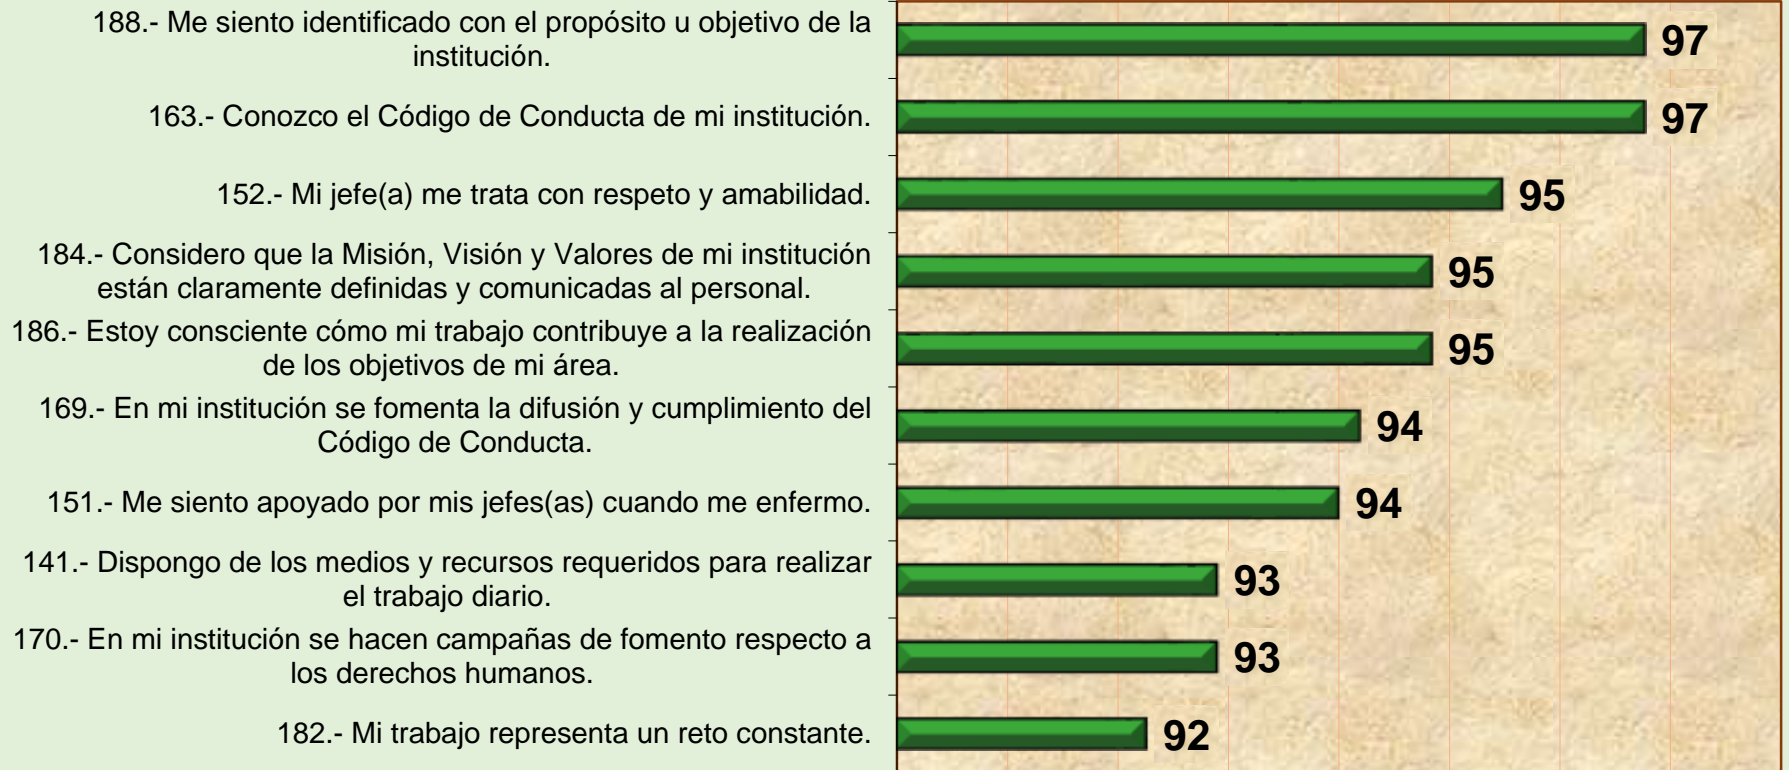 188.- Me siento identificado con el propósito u objetivo de la
institución.
97
163.- Conozco el Código de Conducta de mi institución.
97
152.- Mi jefe(a) me trata con respeto y amabilidad.
95
184.- Considero que la Misión, Visión y Valores de mi institución
están claramente definidas y comunicadas al personal.
95
186.- Estoy consciente cómo mi trabajo contribuye a la realización
de los objetivos de mi área.
95
169.- En mi institución se fomenta la difusión y cumplimiento del
Código de Conducta.
94
151.- Me siento apoyado por mis jefes(as) cuando me enfermo.
94
141.- Dispongo de los medios y recursos requeridos para realizar
el trabajo diario.
93
170.- En mi institución se hacen campañas de fomento respecto a
los derechos humanos.
93
182.- Mi trabajo representa un reto constante.
92